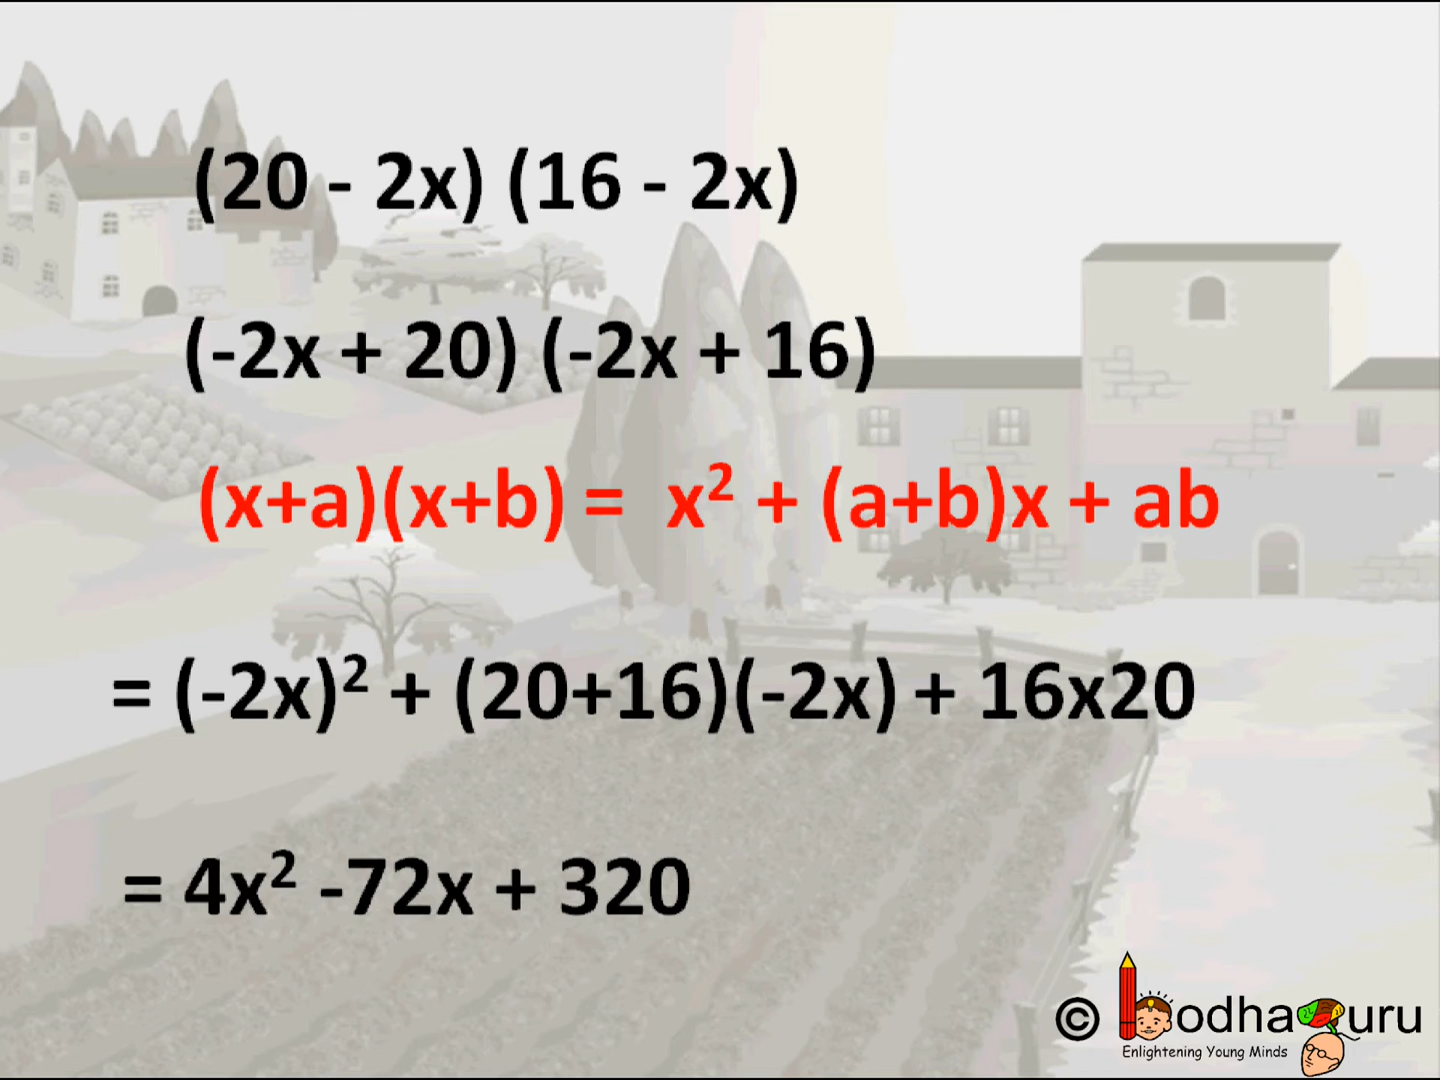 (20 - 2x) (16 - 2x)
(-2x + 20) (-2x + 16)
(x+a)(x+b) = x² + (a+b)x + ab
= (-2x)² + (20+16)(-2x) + 16x20
= 4x² -72x + 320
© bodhaguru
Enlightening Young Minds